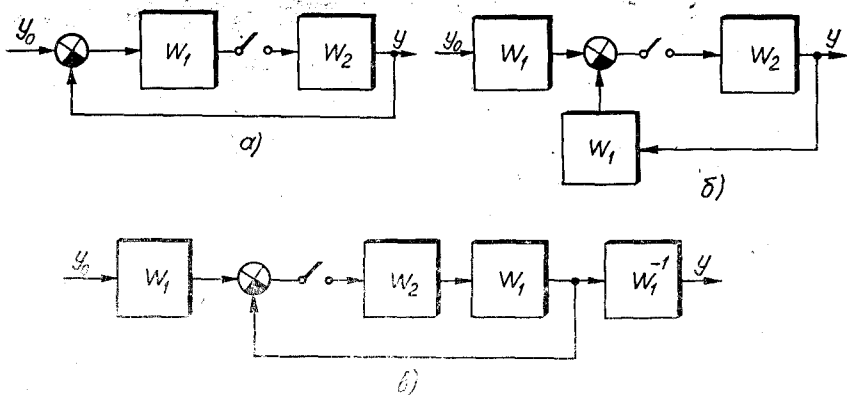 y₀ W₁ W₂ y
а)
y₀ W₁ W₂ y
W₁
б)
y₀ W₁ W₂ W₁ W₁⁻¹ y
в)